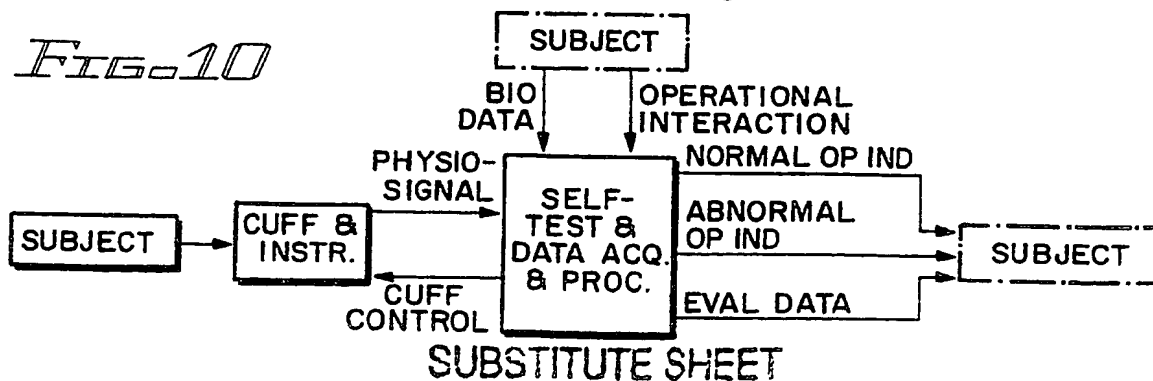 FIG-10
SUBJECT
BIO
DATA
OPERATIONAL
INTERACTION
PHYSIO-
SIGNAL
NORMAL OP IND
SUBJECT
CUFF &
INSTR.
SELF-
TEST &
DATA ACQ.
& PROC.
ABNORMAL
OP IND
SUBJECT
CUFF
CONTROL
EVAL DATA
SUBSTITUTE SHEET